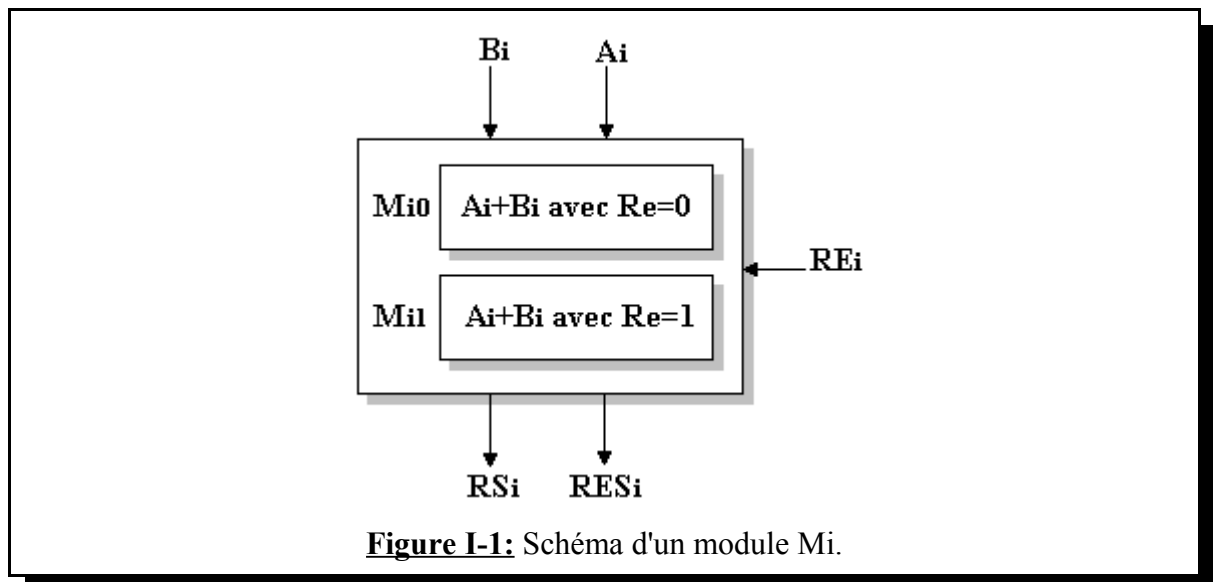 Bi Ai
Mi0 Ai+Bi avec Re=0
REi
Mi1 Ai+Bi avec Re=1
RSi RESi
Figure I-1: Schéma d'un module Mi.